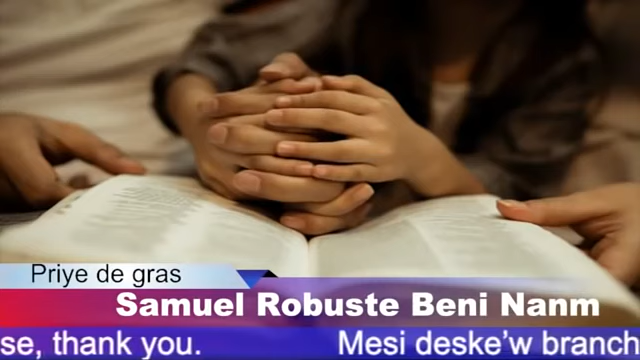 Priye de gras
Samuel Robuste Beni Nanm
se, thank you. Mesi deske’w branch